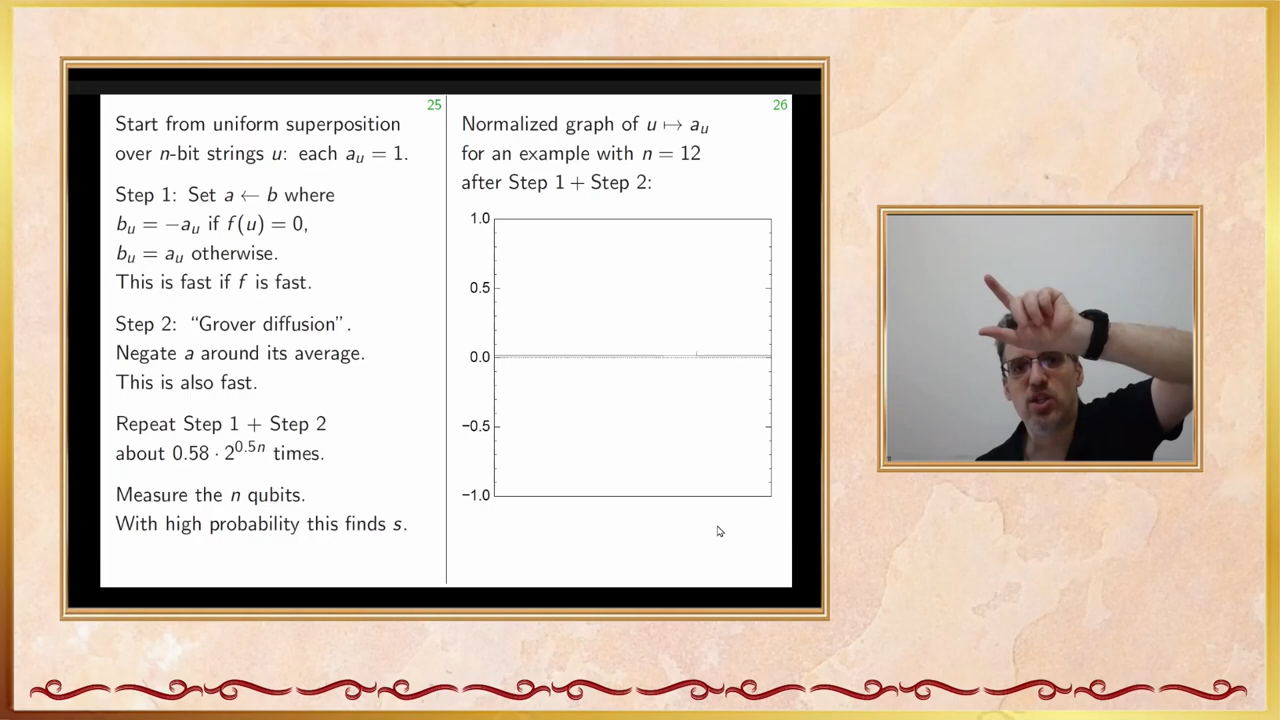 25
Start from uniform superposition
over n-bit strings u: each a_u = 1.
Step 1: Set a ← b where
b_u = −a_u if f(u) = 0,
b_u = a_u otherwise.
This is fast if f is fast.
Step 2: “Grover diffusion”.
Negate a around its average.
This is also fast.
Repeat Step 1 + Step 2
about 0.58 · 2^{0.5n} times.
Measure the n qubits.
With high probability this finds s.
26
Normalized graph of u ↦ a_u
for an example with n = 12
after Step 1 + Step 2:
1.0
0.5
0.0
−0.5
−1.0